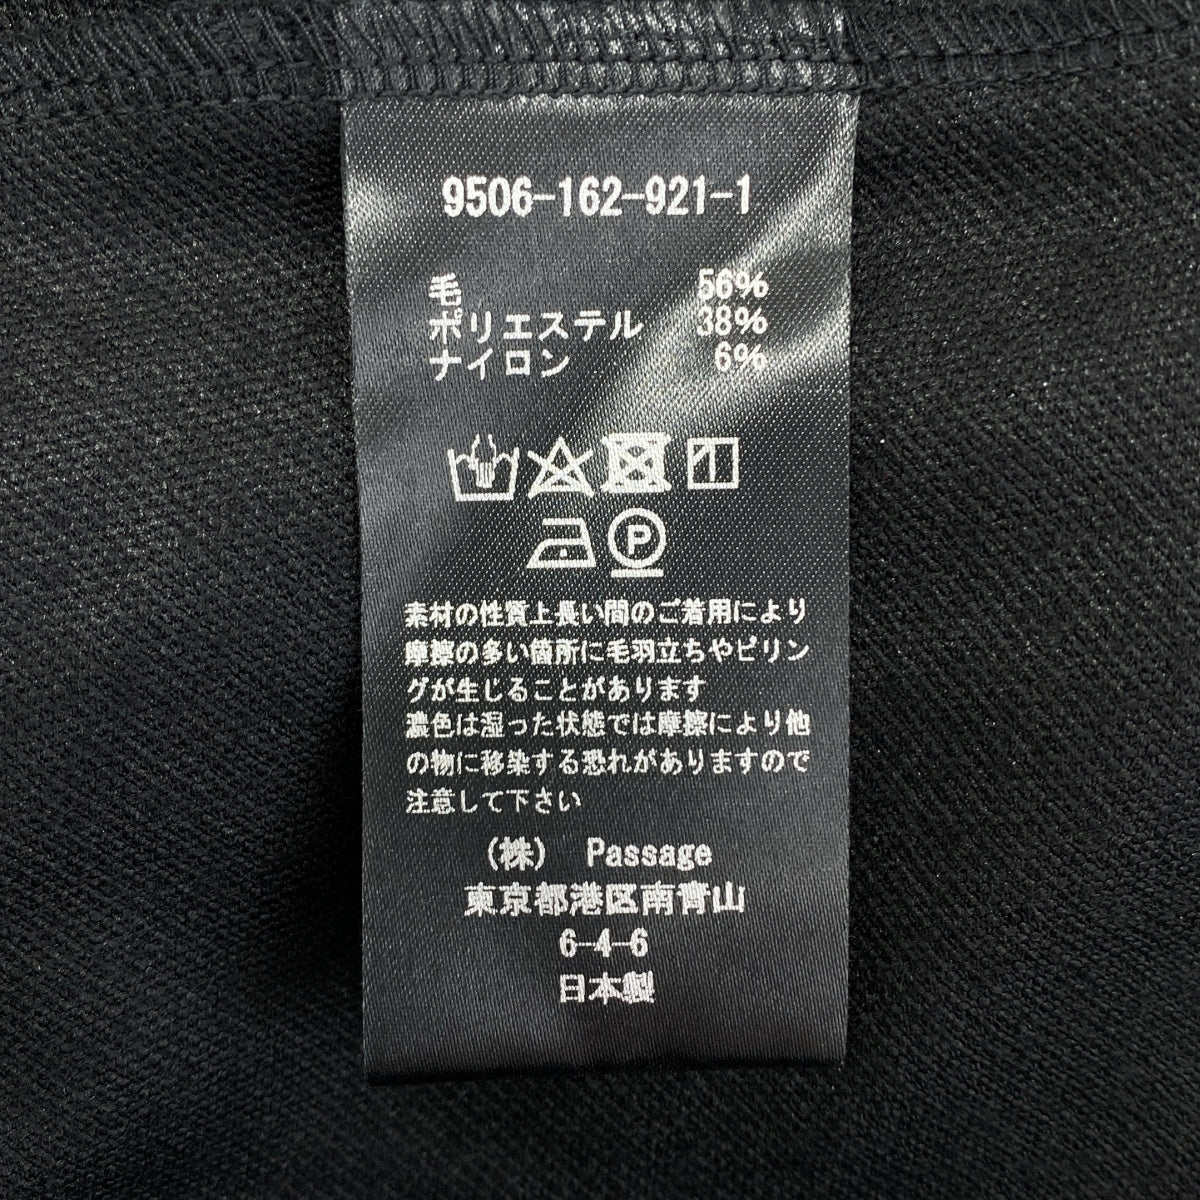 9506-162-921-1
毛 56%
ポリエステル 38%
ナイロン 6%
P
素材の性質上長い間のご着用により
摩擦の多い箇所に毛羽立ちやピリン
グが生じることがあります
濃色は湿った状態では摩擦により他
の物に移染する恐れがありますので
注意して下さい
(株) Passage
東京都港区南青山
6-4-6
日本製